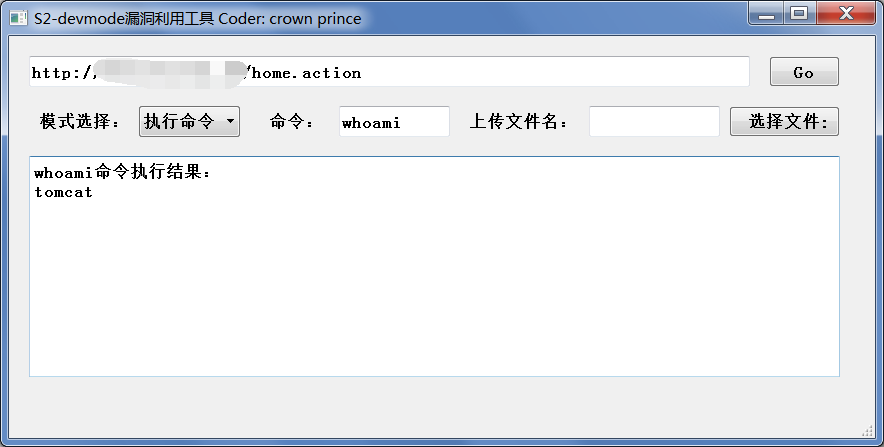 S2-devmode漏洞利用工具 Coder: crown prince
http:/ /home.action Go
模式选择： 执行命令 命令： whoami 上传文件名： 选择文件:
whoami命令执行结果：
tomcat